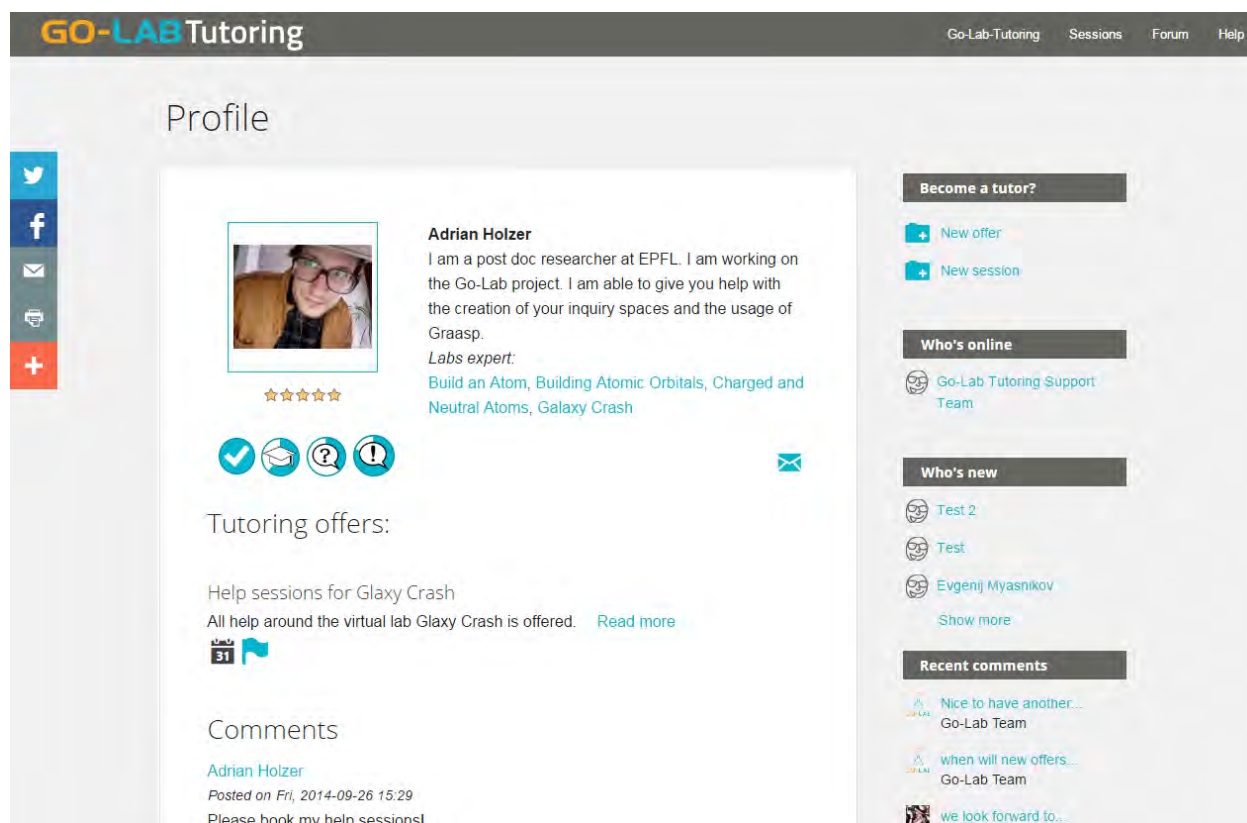 GO-LAB Tutoring
Go-Lab-Tutoring Sessions Forum Help
Profile
Adrian Holzer
I am a post doc researcher at EPFL. I am working on
the Go-Lab project. I am able to give you help with
the creation of your inquiry spaces and the usage of
Graasp.
Labs expert:
Build an Atom, Building Atomic Orbitals, Charged and
Neutral Atoms, Galaxy Crash
Tutoring offers:
Help sessions for Glaxy Crash
All help around the virtual lab Glaxy Crash is offered. Read more
31
Comments
Adrian Holzer
Posted on Fri, 2014-09-26 15:29
Please book my help sessions!
Become a tutor?
New offer
New session
Who's online
Go-Lab Tutoring Support
Team
Who's new
Test 2
Test
Evgenij Myasnikov
Show more
Recent comments
Nice to have another...
Go-Lab Team
when will new offers...
Go-Lab Team
we look forward to...